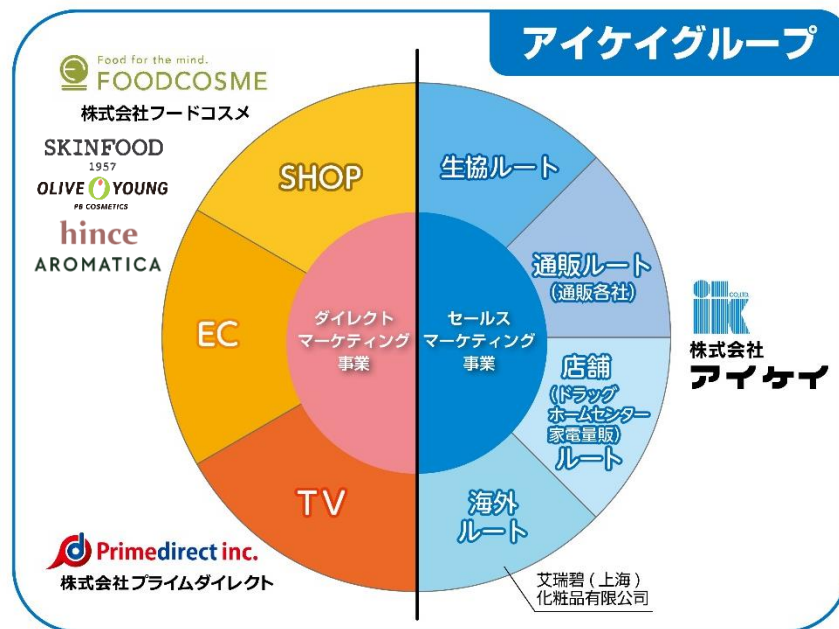 アイケイグループ
Food for the mind.
FOODCOSME
株式会社フードコスメ
SKINFOOD
1957
OLIVE YOUNG
PB COSMETICS
hince
AROMATICA
SHOP
EC
TV
ダイレクト
マーケティング
事業
セールス
マーケティング
事業
生協ルート
通販ルート
(通販各社)
店舗
(ドラッグ
ホームセンター
家電量販)
ルート
海外
ルート
CO.,LTD.
ik
株式会社
アイケイ
Primedirect inc.
株式会社プライムダイレクト
艾瑞碧(上海)
化粧品有限公司